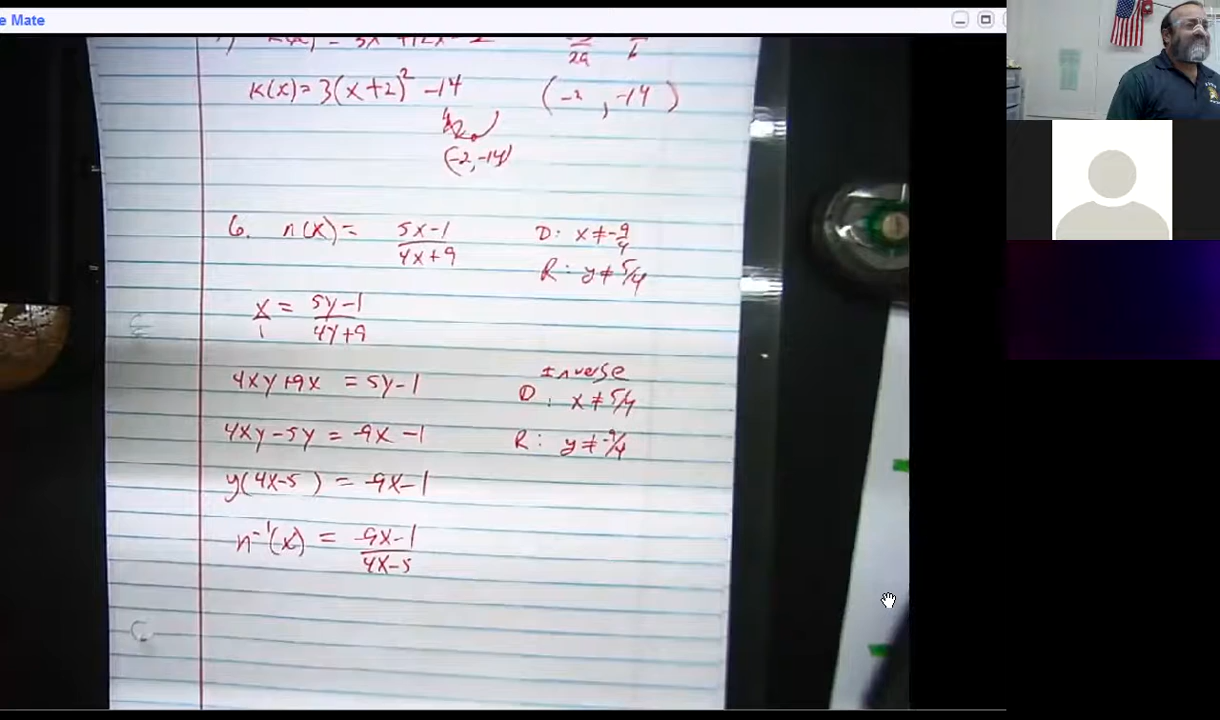 e Mate
K(x) = 3(x+2)² -14 (-2, -14)
(-2,-14)
6. n(x) = 5x-1 / 4x+9 D: x≠-9/4
R: y≠5/4
x/1 = 5y-1 / 4y+9
Inverse
4xy+9x = 5y-1 D: x≠5/4
4xy-5y = -9x-1 R: y≠-9/4
y(4x-5) = -9x-1
n⁻¹(x) = -9x-1 / 4x-5